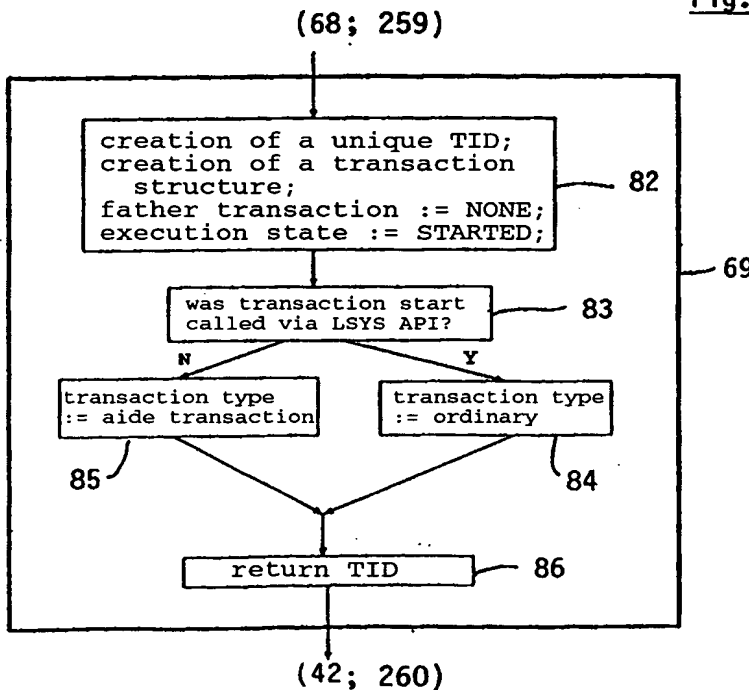 Fig.
(68; 259)
creation of a unique TID;
creation of a transaction
structure;
father transaction := NONE;
execution state := STARTED;
82
69
was transaction start
called via LSYS API?
83
N
Y
transaction type
:= aide transaction
transaction type
:= ordinary
85
84
return TID
86
(42; 260)